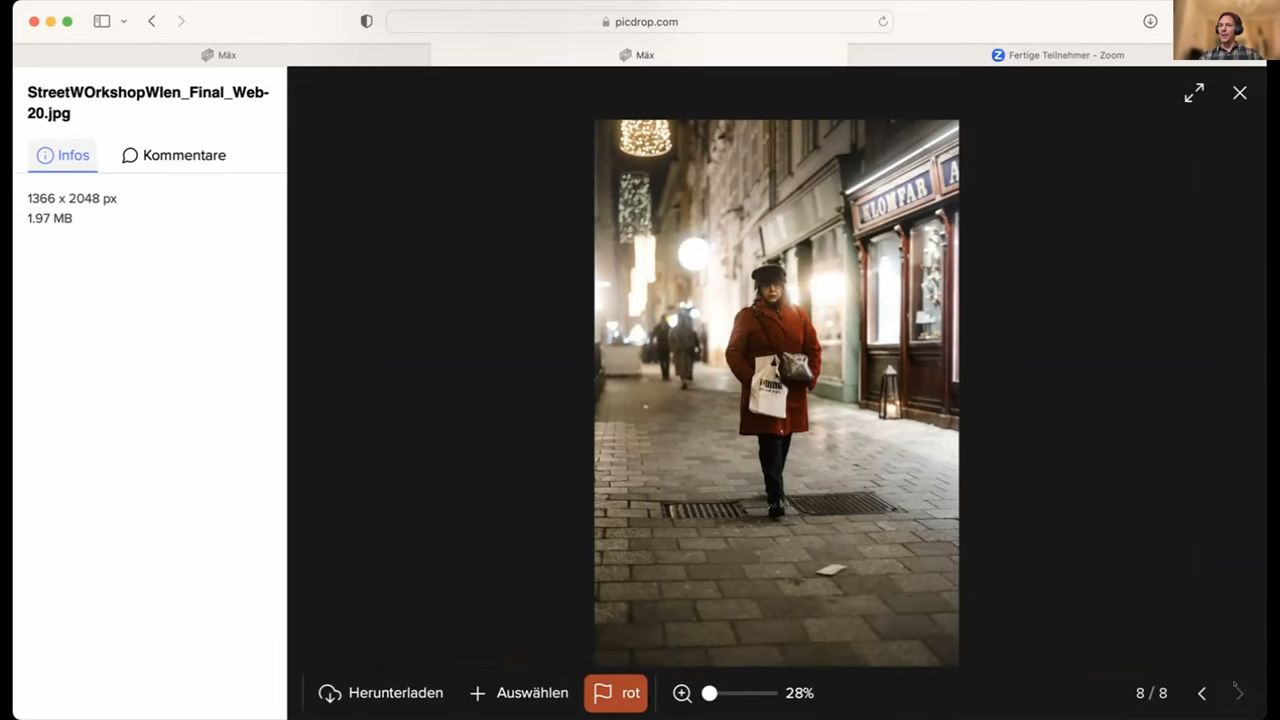 picdrop.com
Mäx
Mäx
Fertige Teilnehmer - Zoom
StreetWOrkshopWIen_Final_Web-
20.jpg
Infos
Kommentare
1366 x 2048 px
1.97 MB
KLOMFAR
A
Herunterladen
Auswählen
rot
28%
8 / 8